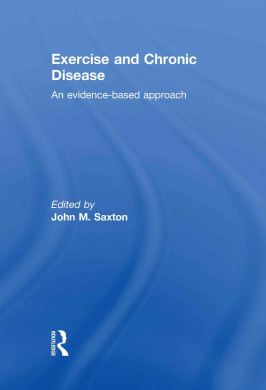 Exercise and Chronic
Disease
An evidence-based approach
Edited by
John M. Saxton
ROUTLEDGE